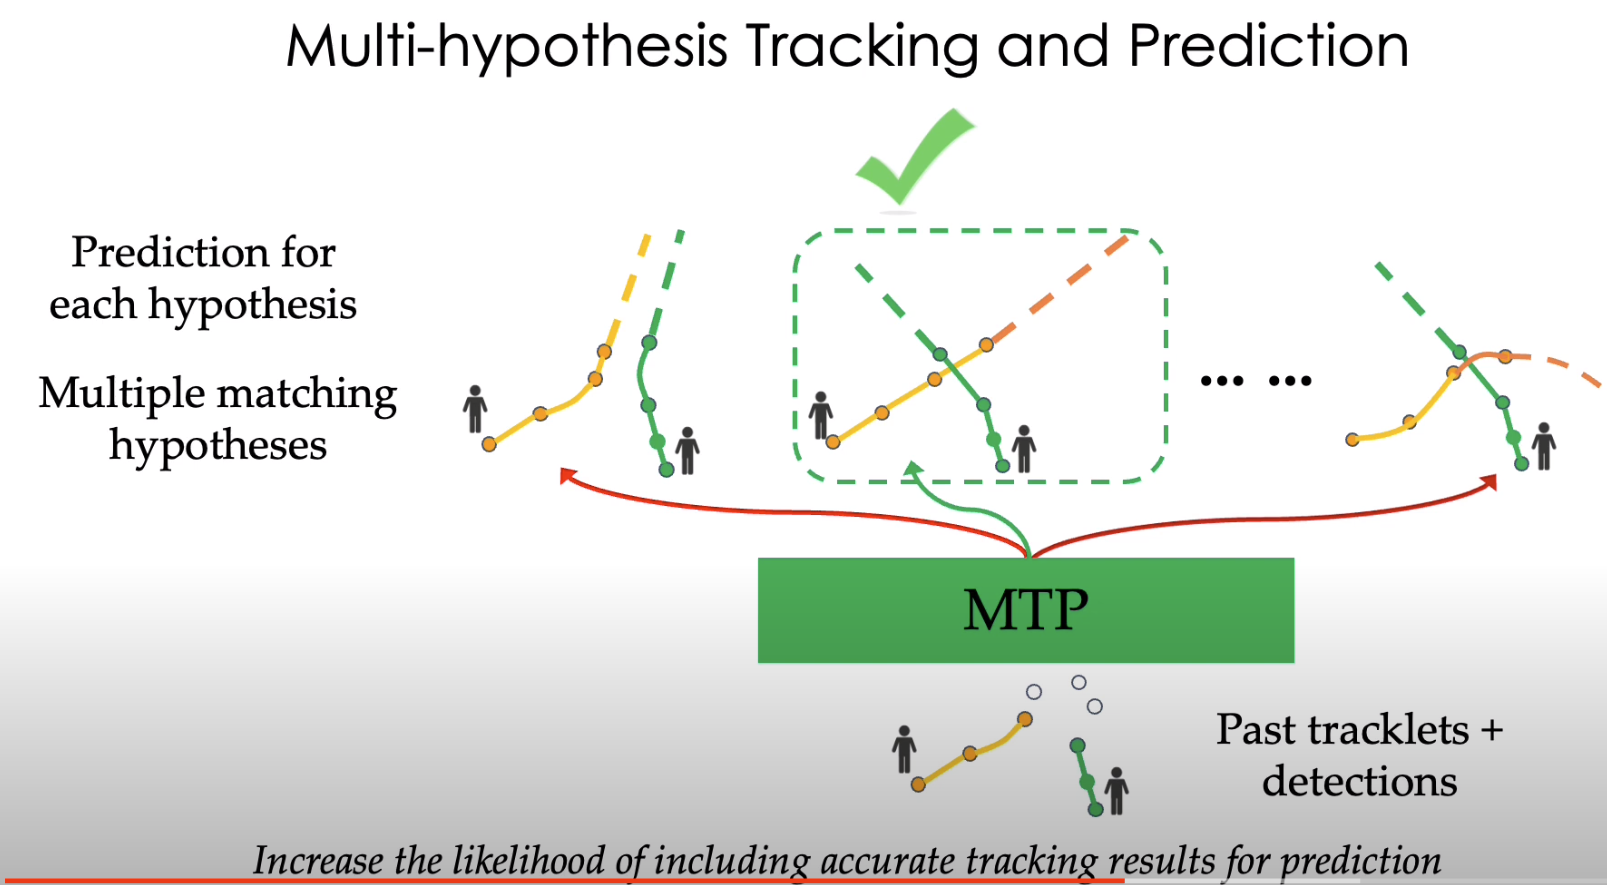 Multi-hypothesis Tracking and Prediction
Prediction for
each hypothesis
Multiple matching
hypotheses
... ...
MTP
Past tracklets +
detections
Increase the likelihood of including accurate tracking results for prediction